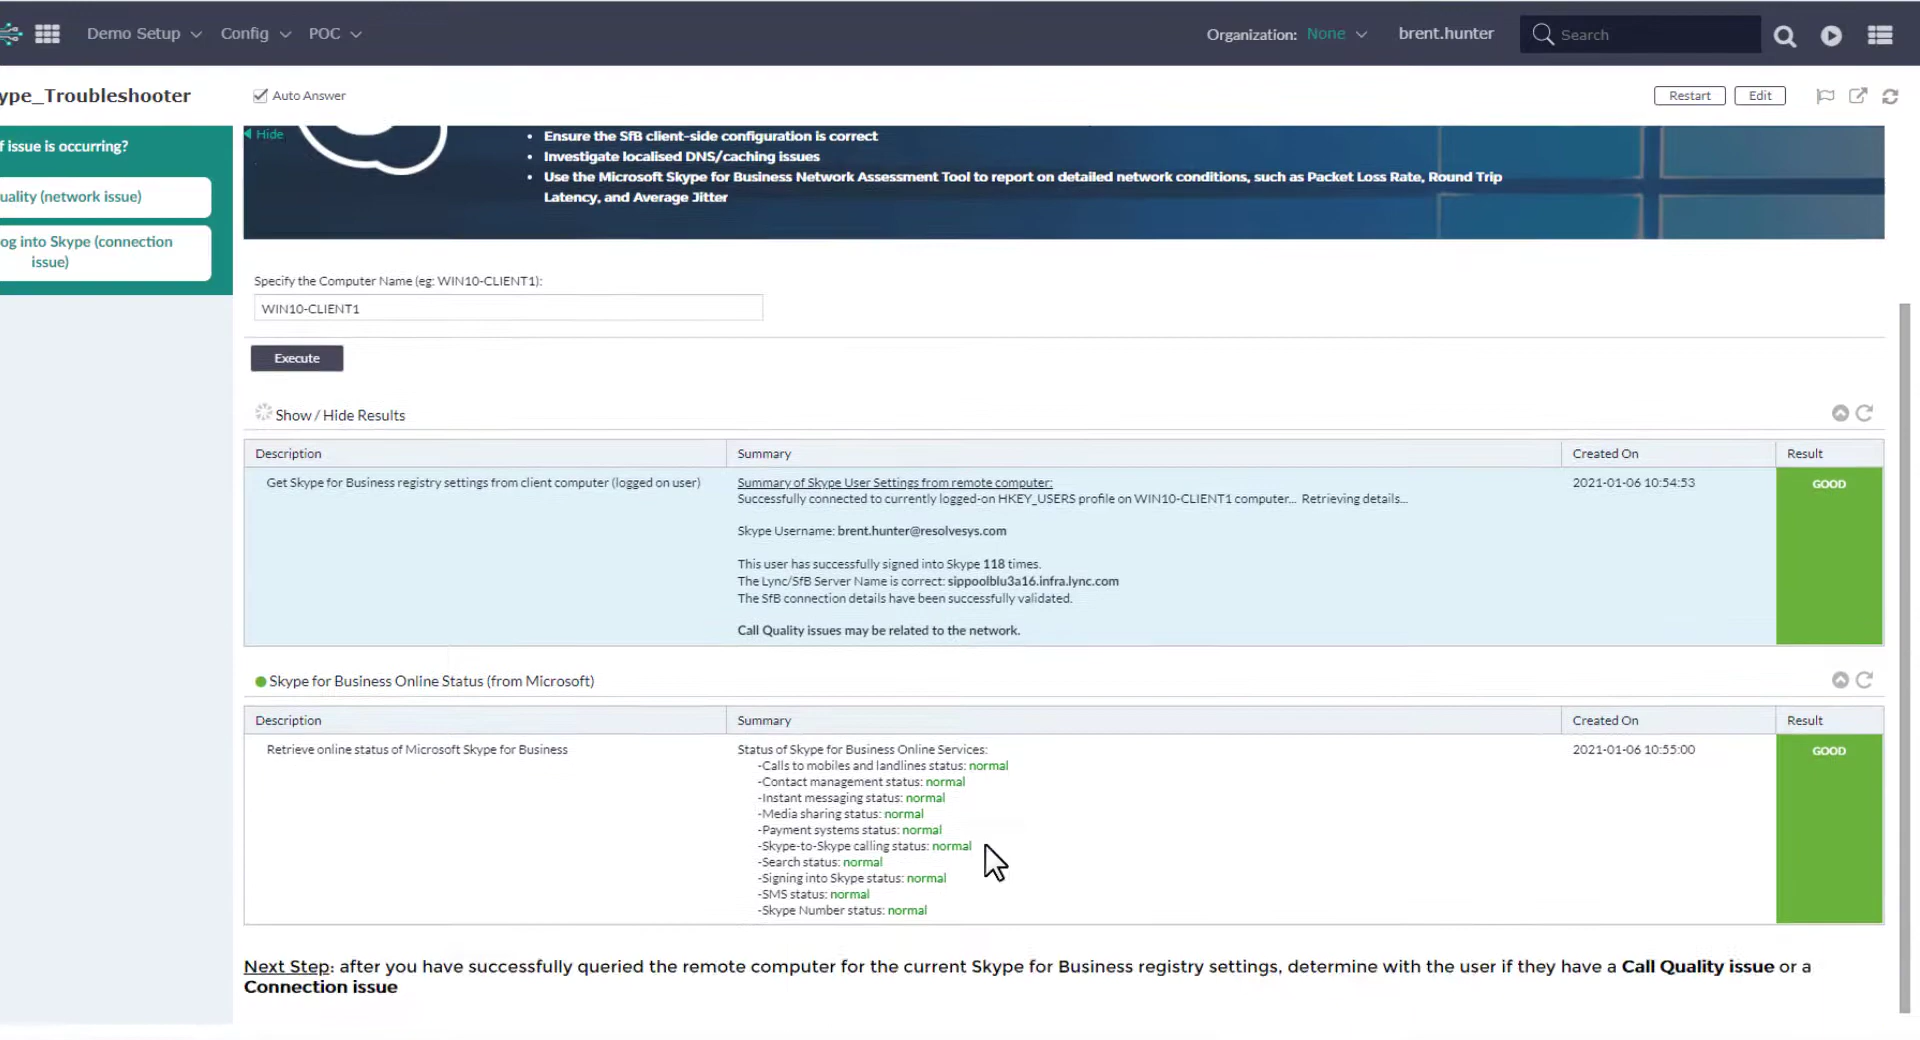 Demo Setup Config POC Organization: None brent.hunter Search
ype_Troubleshooter Auto Answer Restart Edit
f issue is occurring?
uality (network issue)
og into Skype (connection
issue)
Hide
• Ensure the SfB client-side configuration is correct
• Investigate localised DNS/caching issues
• Use the Microsoft Skype for Business Network Assessment Tool to report on detailed network conditions, such as Packet Loss Rate, Round Trip
Latency, and Average Jitter
Specify the Computer Name (eg: WIN10-CLIENT1):
WIN10-CLIENT1
Execute
Show / Hide Results
Description Summary Created On Result
Get Skype for Business registry settings from client computer (logged on user) Summary of Skype User Settings from remote computer: 2021-01-06 10:54:53 GOOD
Successfully connected to currently logged-on HKEY_USERS profile on WIN10-CLIENT1 computer... Retrieving details...
Skype Username: brent.hunter@resolvesys.com
This user has successfully signed into Skype 118 times.
The Lync/SfB Server Name is correct: sippoolblu3a16.infra.lync.com
The SfB connection details have been successfully validated.
Call Quality issues may be related to the network.
Skype for Business Online Status (from Microsoft)
Description Summary Created On Result
Retrieve online status of Microsoft Skype for Business Status of Skype for Business Online Services: 2021-01-06 10:55:00 GOOD
-Calls to mobiles and landlines status: normal
-Contact management status: normal
-Instant messaging status: normal
-Media sharing status: normal
-Payment systems status: normal
-Skype-to-Skype calling status: normal
-Search status: normal
-Signing into Skype status: normal
-SMS status: normal
-Skype Number status: normal
Next Step: after you have successfully queried the remote computer for the current Skype for Business registry settings, determine with the user if they have a Call Quality issue or a
Connection issue